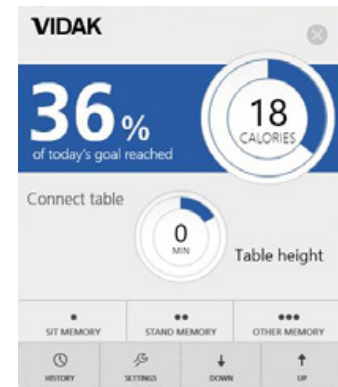 VIDAK
36%
of today's goal reached
18
CALORIES
Connect table
0
MIN
Table height
SIT MEMORY
STAND MEMORY
OTHER MEMORY
HISTORY
SETTINGS
DOWN
UP